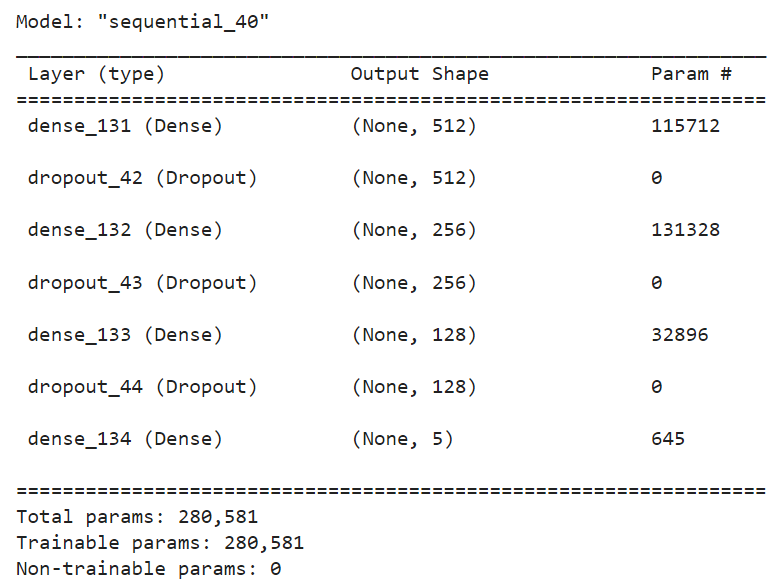 Model: "sequential_40"
_________________________________________________________________
Layer (type) Output Shape Param #
=================================================================
dense_131 (Dense) (None, 512) 115712
dropout_42 (Dropout) (None, 512) 0
dense_132 (Dense) (None, 256) 131328
dropout_43 (Dropout) (None, 256) 0
dense_133 (Dense) (None, 128) 32896
dropout_44 (Dropout) (None, 128) 0
dense_134 (Dense) (None, 5) 645
=================================================================
Total params: 280,581
Trainable params: 280,581
Non-trainable params: 0